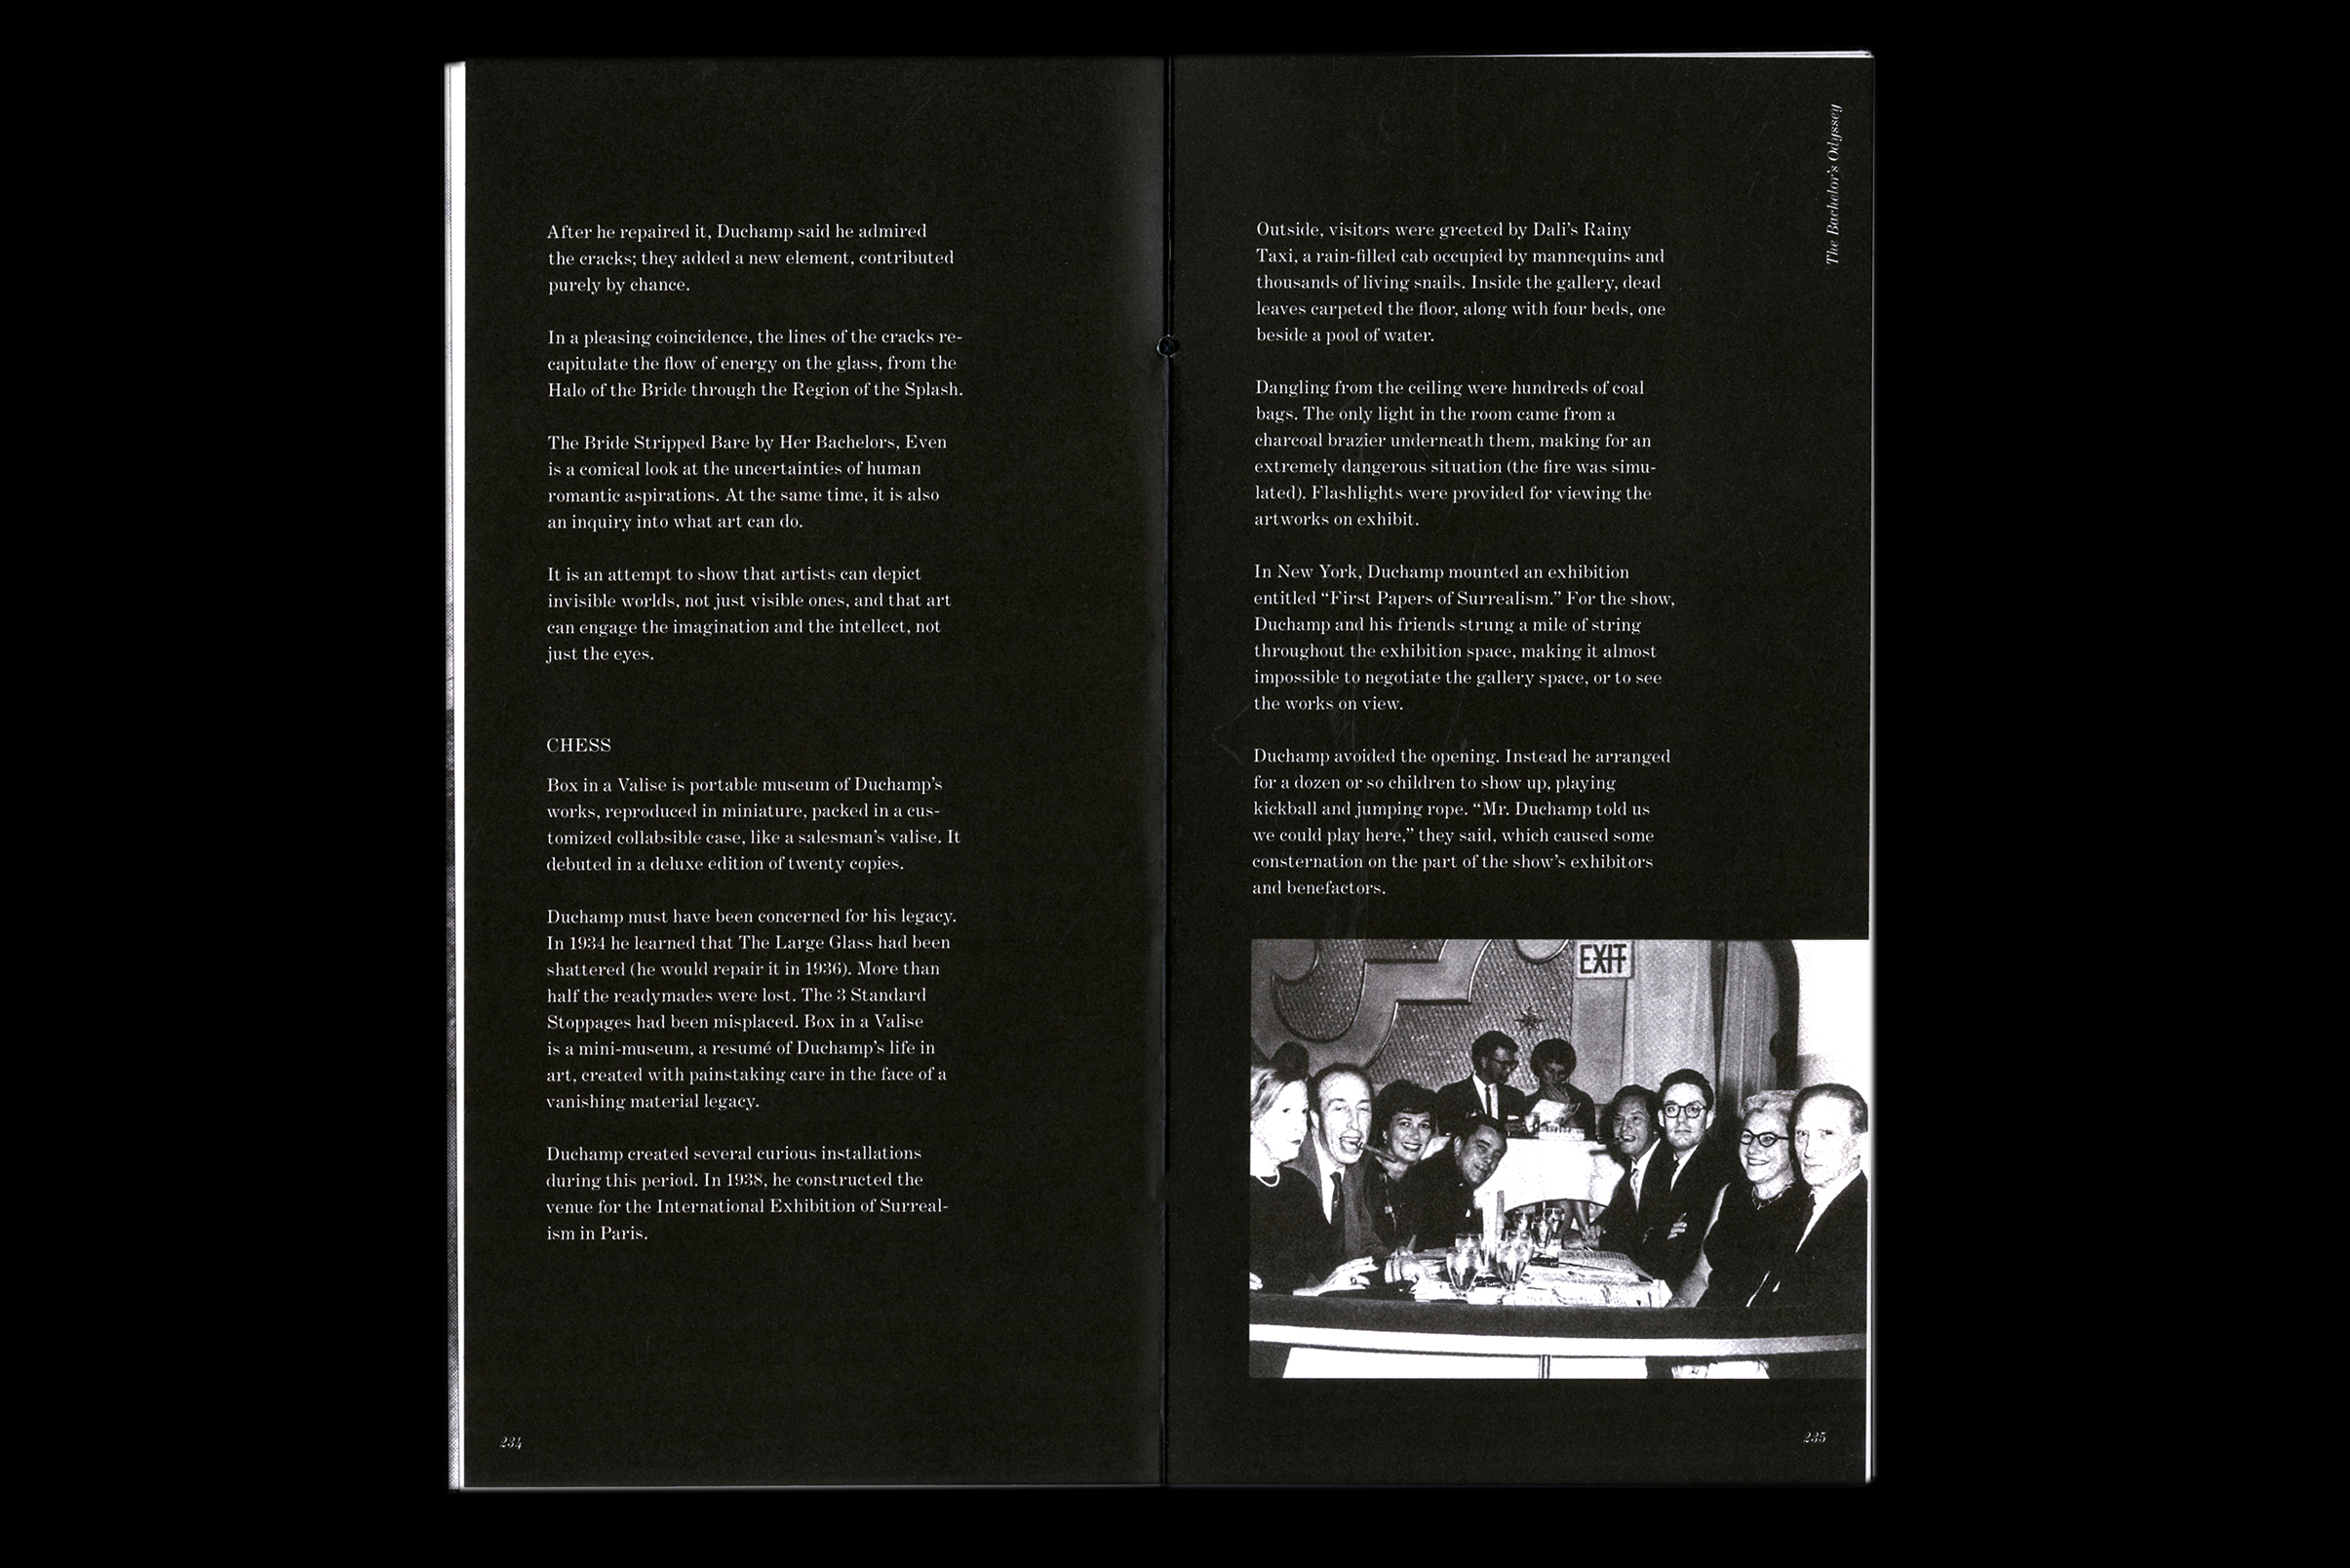 After he repaired it, Duchamp said he admired
the cracks; they added a new element, contributed
purely by chance.
In a pleasing coincidence, the lines of the cracks re-
capitulate the flow of energy on the glass, from the
Halo of the Bride through the Region of the Splash.
The Bride Stripped Bare by Her Bachelors, Even
is a comical look at the uncertainties of human
romantic aspirations. At the same time, it is also
an inquiry into what art can do.
It is an attempt to show that artists can depict
invisible worlds, not just visible ones, and that art
can engage the imagination and the intellect, not
just the eyes.
CHESS
Box in a Valise is portable museum of Duchamp's
works, reproduced in miniature, packed in a cus-
tomized collabsible case, like a salesman's valise. It
debuted in a deluxe edition of twenty copies.
Duchamp must have been concerned for his legacy.
In 1934 he learned that The Large Glass had been
shattered (he would repair it in 1936). More than
half the readymades were lost. The 3 Standard
Stoppages had been misplaced. Box in a Valise
is a mini-museum, a resumé of Duchamp's life in
art, created with painstaking care in the face of a
vanishing material legacy.
Duchamp created several curious installations
during this period. In 1938, he constructed the
venue for the International Exhibition of Surreal-
ism in Paris.
234
The Bachelor's Odyssey
Outside, visitors were greeted by Dali's Rainy
Taxi, a rain-filled cab occupied by mannequins and
thousands of living snails. Inside the gallery, dead
leaves carpeted the floor, along with four beds, one
beside a pool of water.
Dangling from the ceiling were hundreds of coal
bags. The only light in the room came from a
charcoal brazier underneath them, making for an
extremely dangerous situation (the fire was simu-
lated). Flashlights were provided for viewing the
artworks on exhibit.
In New York, Duchamp mounted an exhibition
entitled “First Papers of Surrealism.” For the show,
Duchamp and his friends strung a mile of string
throughout the exhibition space, making it almost
impossible to negotiate the gallery space, or to see
the works on view.
Duchamp avoided the opening. Instead he arranged
for a dozen or so children to show up, playing
kickball and jumping rope. “Mr. Duchamp told us
we could play here,” they said, which caused some
consternation on the part of the show's exhibitors
and benefactors.
EXIT
235